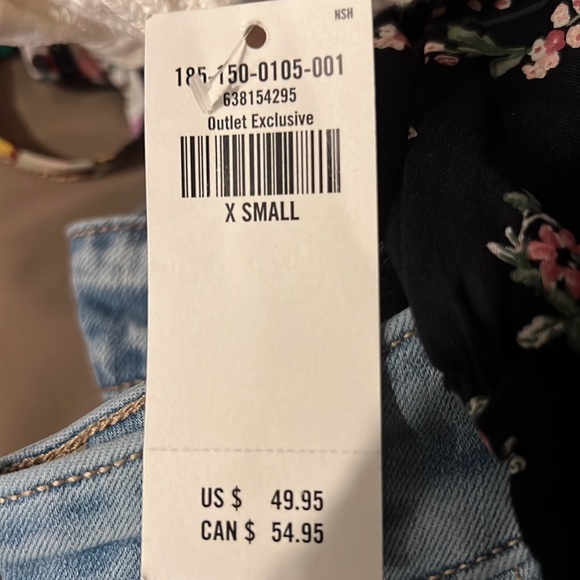 NSH
185-150-0105-001
638154295
Outlet Exclusive
X SMALL
US $ 49.95
CAN $ 54.95